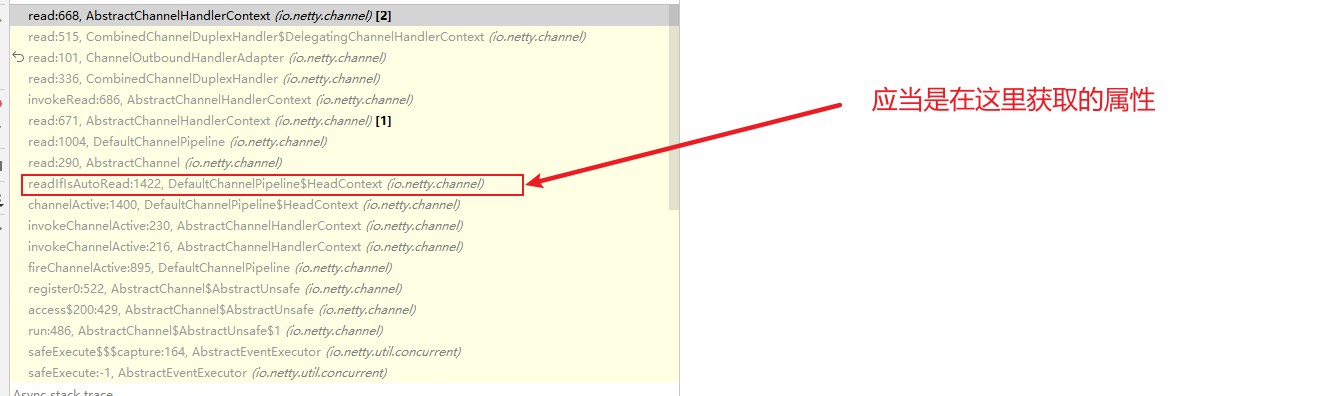 read:668, AbstractChannelHandlerContext (io.netty.channel) [2]
read:515, CombinedChannelDuplexHandler$DelegatingChannelHandlerContext (io.netty.channel)
read:101, ChannelOutboundHandlerAdapter (io.netty.channel)
read:336, CombinedChannelDuplexHandler (io.netty.channel)
invokeRead:686, AbstractChannelHandlerContext (io.netty.channel)
read:671, AbstractChannelHandlerContext (io.netty.channel) [1]
read:1004, DefaultChannelPipeline (io.netty.channel)
read:290, AbstractChannel (io.netty.channel)
readIfIsAutoRead:1422, DefaultChannelPipeline$HeadContext (io.netty.channel)
channelActive:1400, DefaultChannelPipeline$HeadContext (io.netty.channel)
invokeChannelActive:230, AbstractChannelHandlerContext (io.netty.channel)
invokeChannelActive:216, AbstractChannelHandlerContext (io.netty.channel)
fireChannelActive:895, DefaultChannelPipeline (io.netty.channel)
register0:522, AbstractChannel$AbstractUnsafe (io.netty.channel)
access$200:429, AbstractChannel$AbstractUnsafe (io.netty.channel)
run:486, AbstractChannel$AbstractUnsafe$1 (io.netty.channel)
safeExecute$$$capture:164, AbstractEventExecutor (io.netty.util.concurrent)
safeExecute:-1, AbstractEventExecutor (io.netty.util.concurrent)
Async stack trace
应当是在这里获取的属性